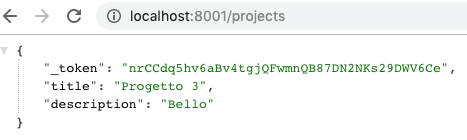 localhost:8001/projects
{
"_token": "nrCCdq5hv6aBv4tgjQFwmnQB87DN2NKs29DWV6Ce",
"title": "Progetto 3",
"description": "Bello"
}